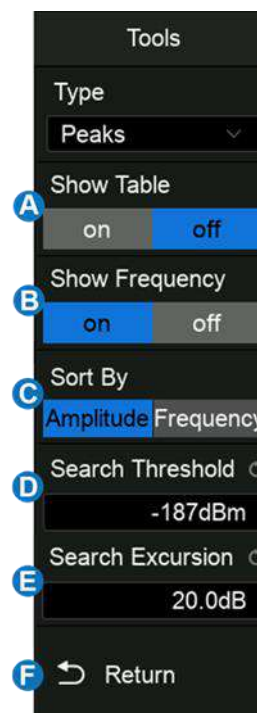 Tools
Type
Peaks
Show Table
A
on off
Show Frequency
B
on off
Sort By
C
Amplitude Frequency
Search Threshold
D
-187dBm
Search Excursion
E
20.0dB
F Return